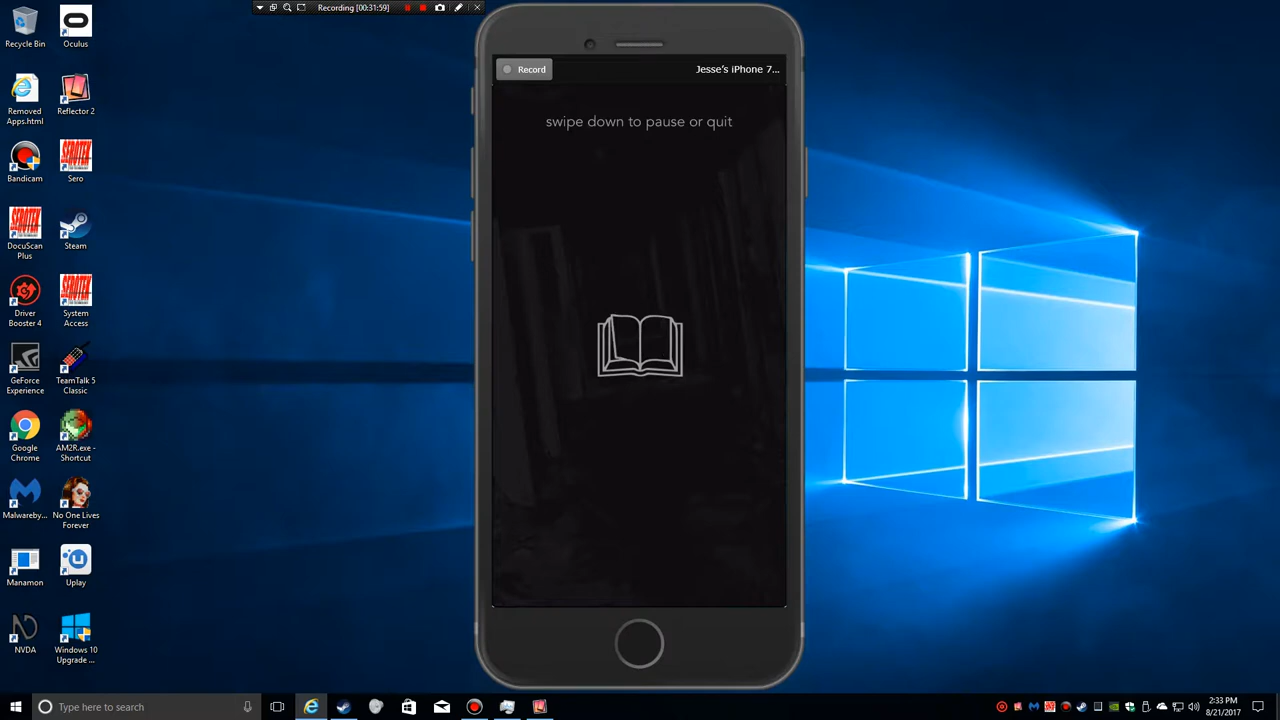 Recording [00:31:59]
Recycle Bin
Oculus
Removed
Apps.html
Reflector 2
Bandicam
SEROTEK
Sero
SEROTEK
DocuScan
Plus
Steam
Driver
Booster 4
SEROTEK
System
Access
GeForce
Experience
TeamTalk 5
Classic
Google
Chrome
AM2R.exe -
Shortcut
Malwareby...
No One Lives
Forever
Manamon
Uplay
NVDA
Windows 10
Upgrade ...
Record
Jesse's iPhone 7...
swipe down to pause or quit
Type here to search
2:33 PM
8/21/2017